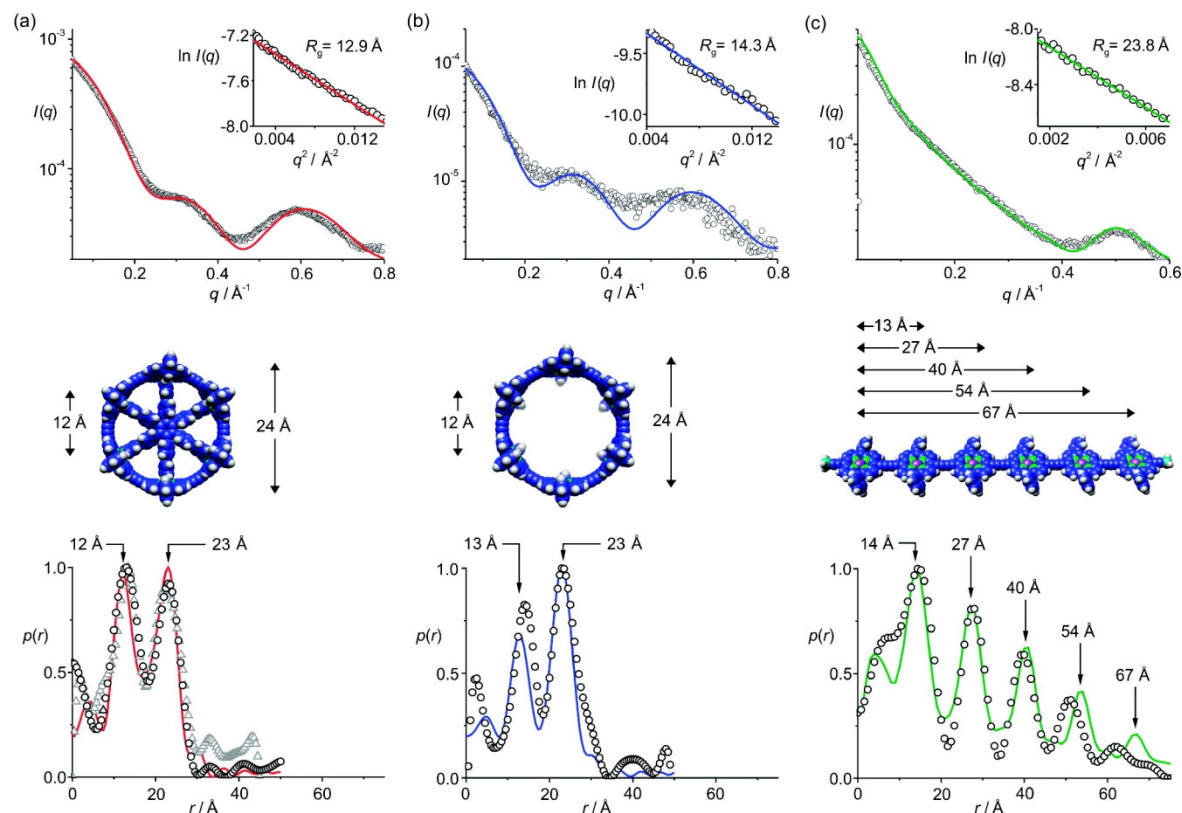 (a)
10⁻³
I(q)
10⁻⁴
-7.2
ln I(q)
-7.6
-8.0
R_g = 12.9 Å
0.004 0.012
q² / Å⁻²
0.2 0.4 0.6 0.8
q / Å⁻¹
(b)
10⁻⁴
I(q)
10⁻⁵
-9.5
ln I(q)
-10.0
R_g = 14.3 Å
0.004 0.012
q² / Å⁻²
0.2 0.4 0.6 0.8
q / Å⁻¹
(c)
I(q)
10⁻⁴
-8.0
ln I(q)
-8.4
R_g = 23.8 Å
0.002 0.006
q² / Å⁻²
0.2 0.4 0.6
q / Å⁻¹
12 Å
24 Å
12 Å
24 Å
13 Å
27 Å
40 Å
54 Å
67 Å
12 Å 23 Å
1.0
p(r)
0.5
0.0
0 20 40 60
r / Å
13 Å 23 Å
1.0
p(r)
0.5
0.0
0 20 40 60
r / Å
14 Å 27 Å
40 Å
54 Å
67 Å
1.0
p(r)
0.5
0.0
0 20 40 60
r / Å